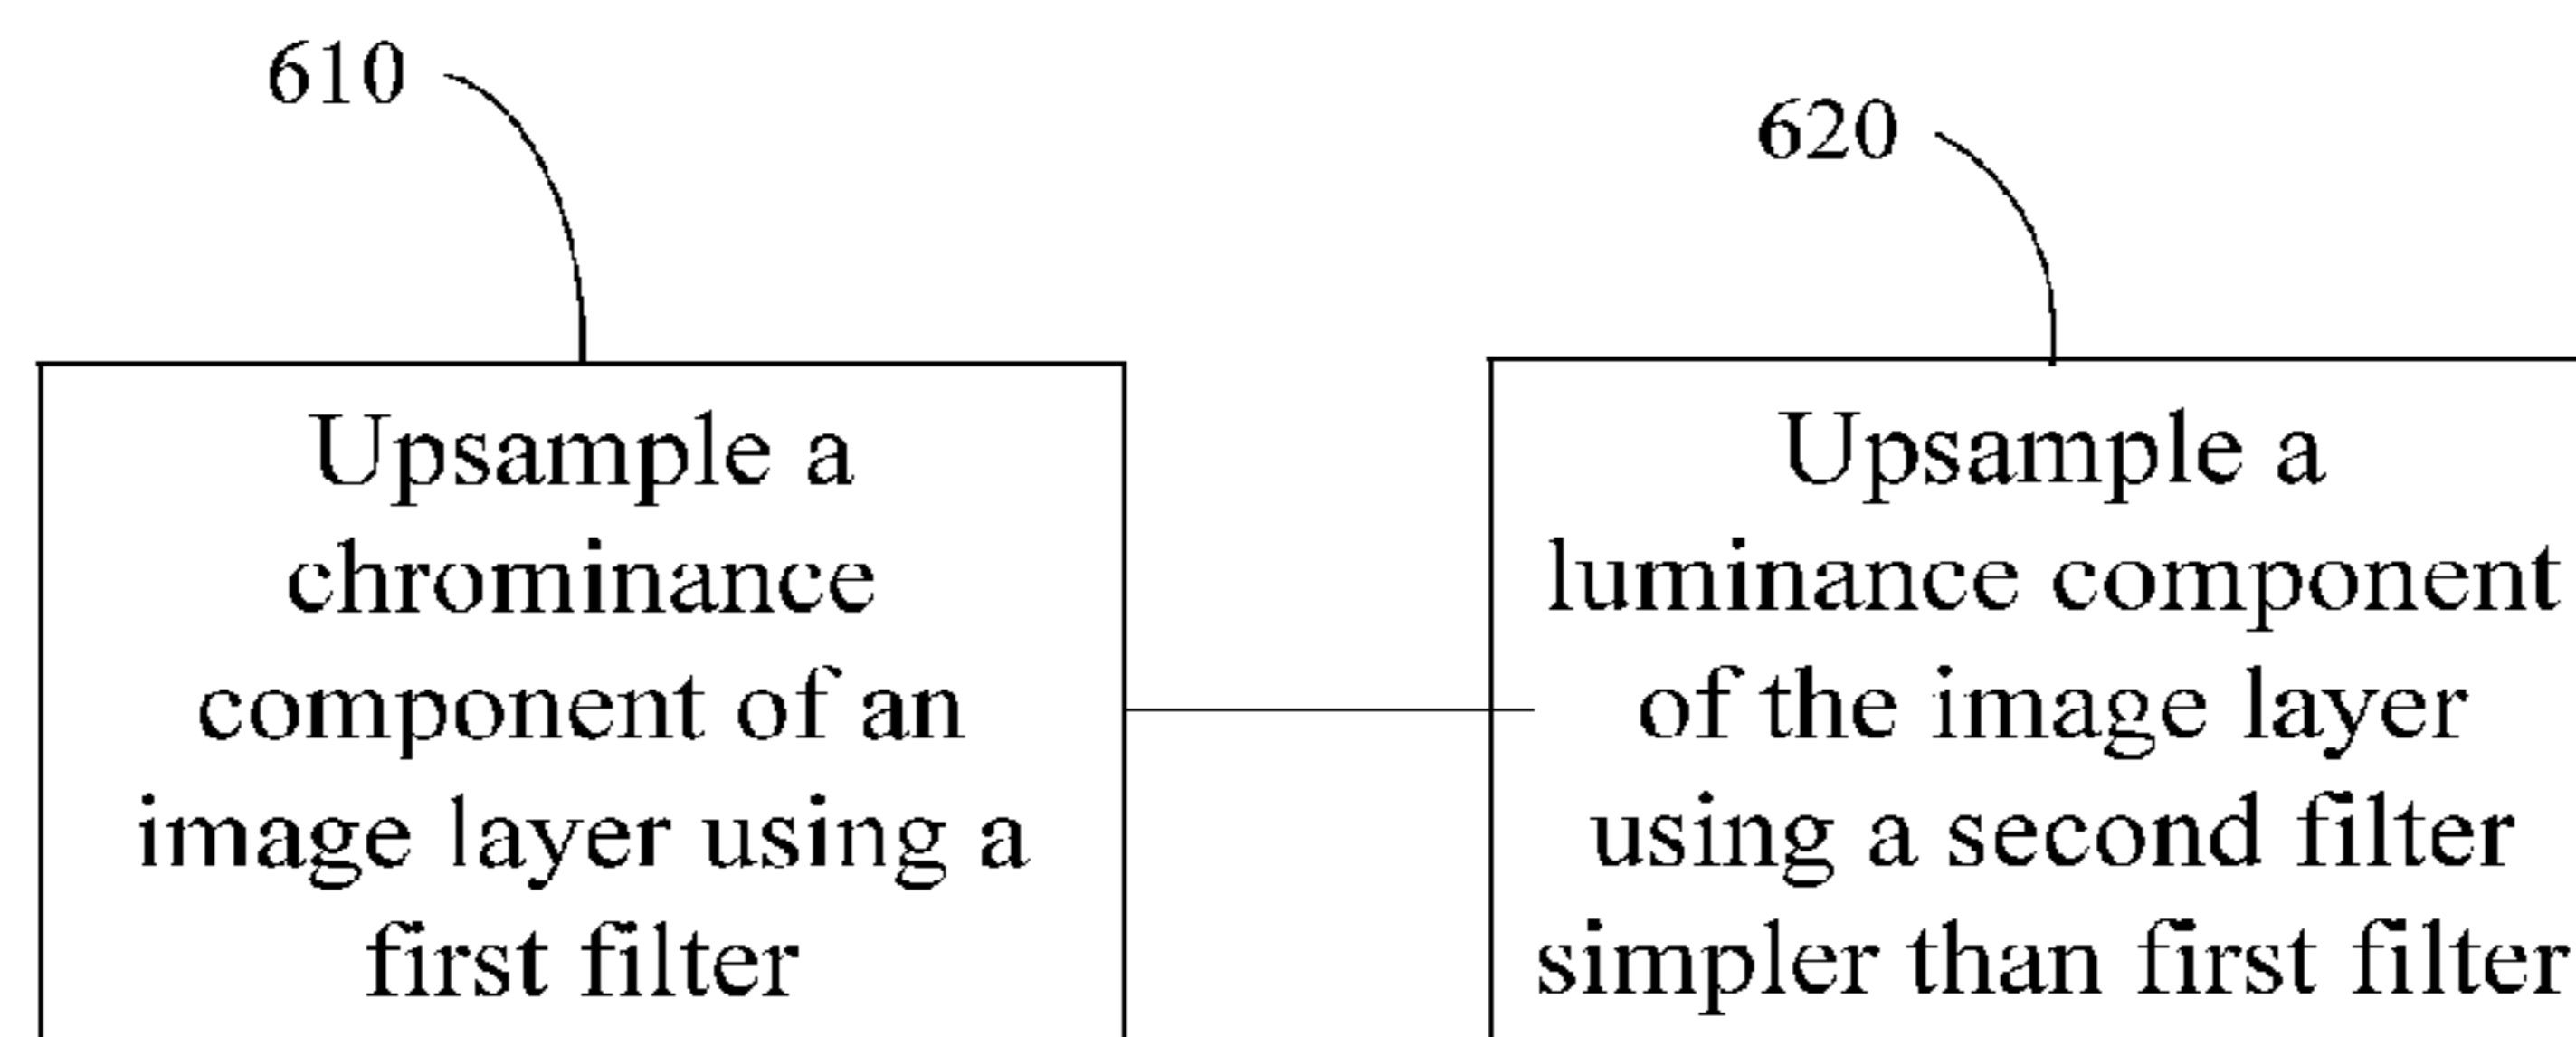 610
620
Upsample a
chrominance
component of an
image layer using a
first filter
Upsample a
luminance component
of the image layer
using a second filter
simpler than first filter